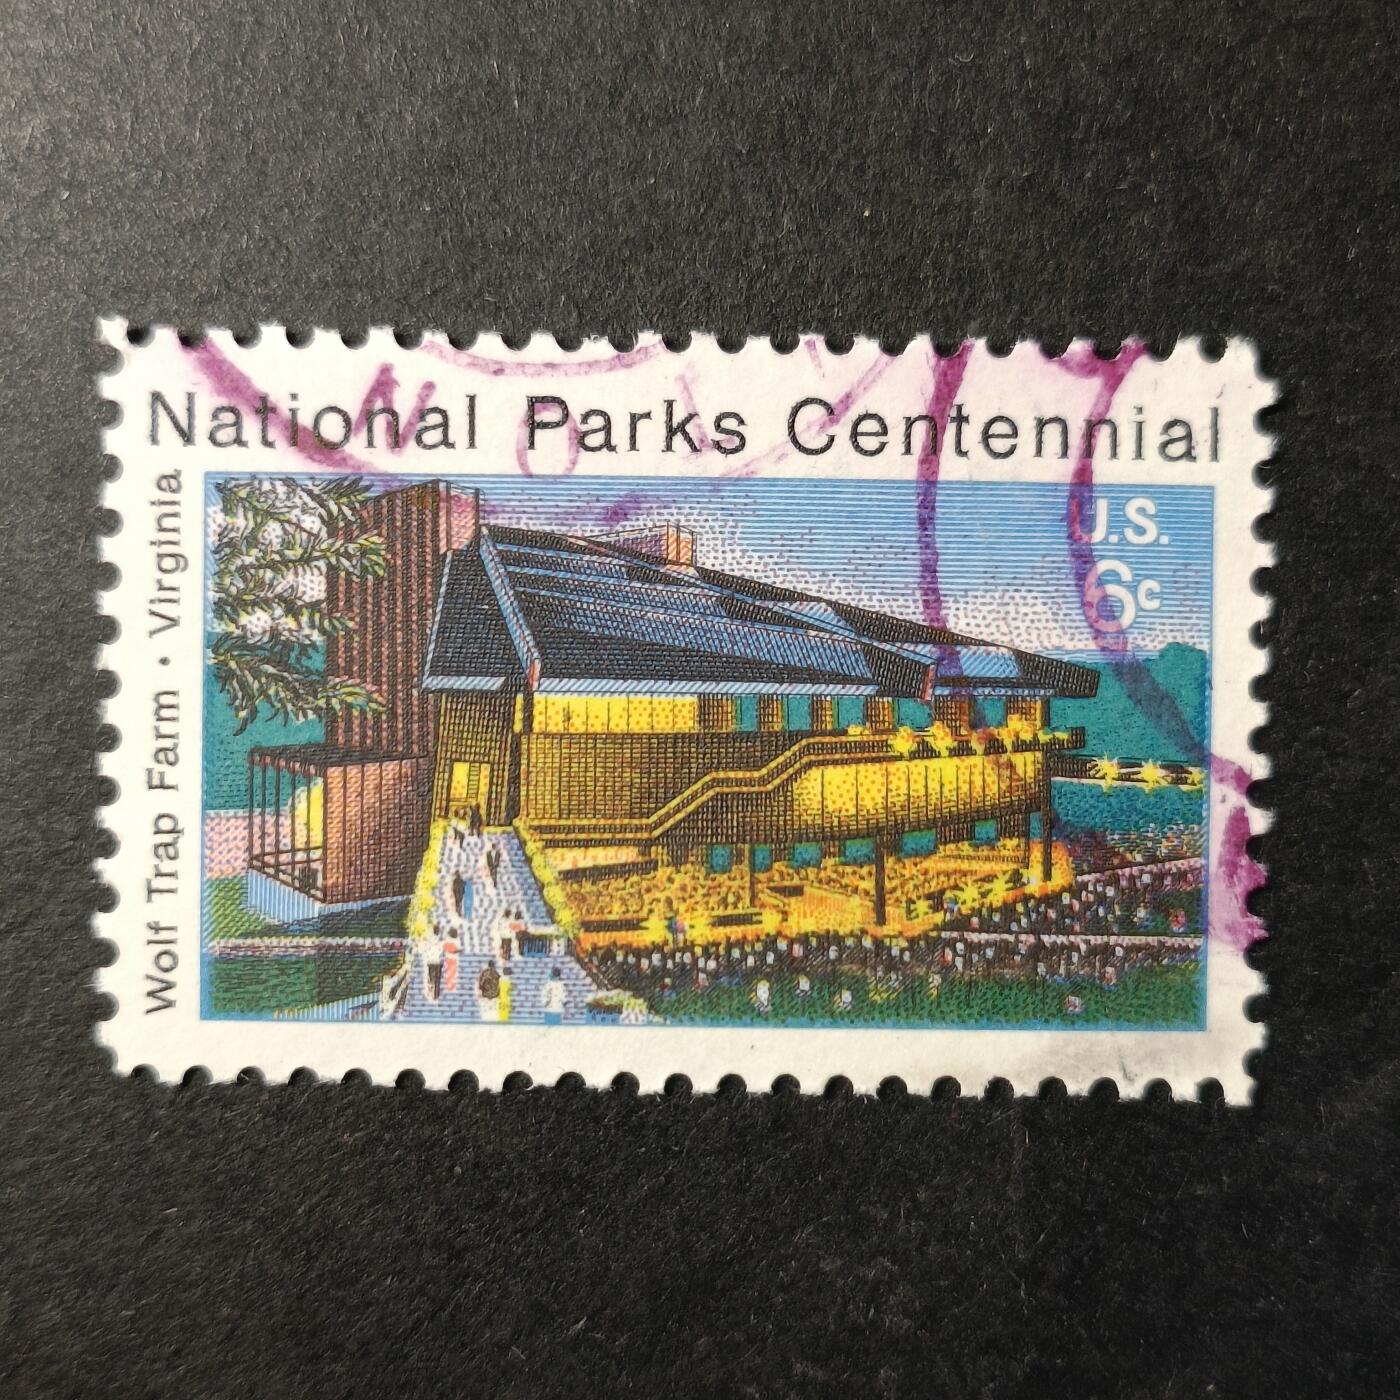 National Parks Centennial
Wolf Trap Farm • Virginia
U.S.
6c